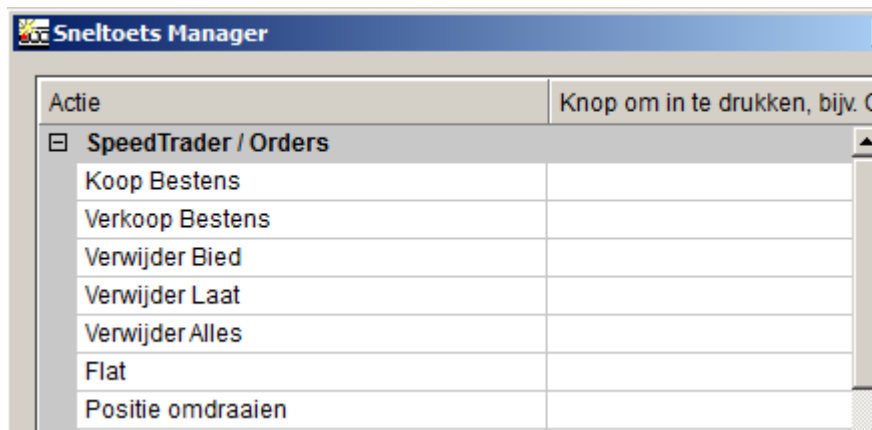 Sneltoets Manager
Actie Knop om in te drukken, bijv.
SpeedTrader / Orders
Koop Bestens
Verkoop Bestens
Verwijder Bied
Verwijder Laat
Verwijder Alles
Flat
Positie omdraaien